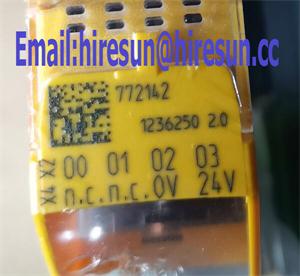 Email:hiresun@hiresun.cc
772142
1236250 2.0
X2 00 01 02 03
X4 n.c. n.c. 0V 24V